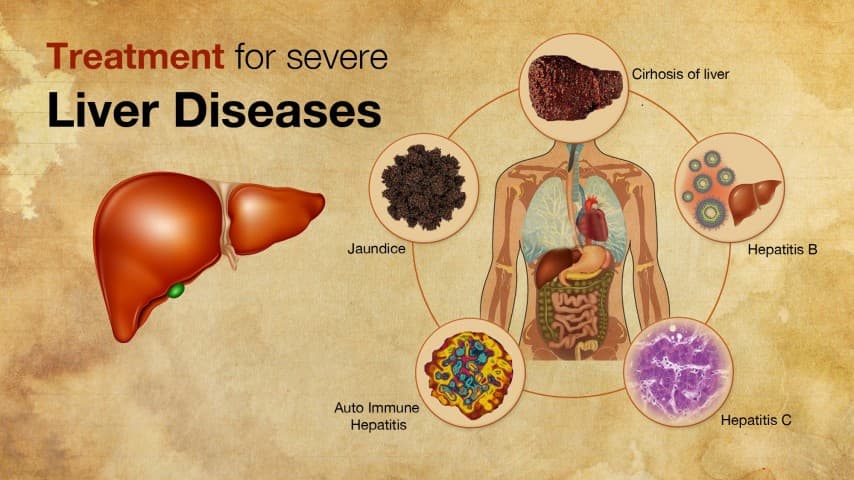 Treatment for severe
Liver Diseases
Cirhosis of liver
Jaundice
Hepatitis B
Auto Immune
Hepatitis
Hepatitis C